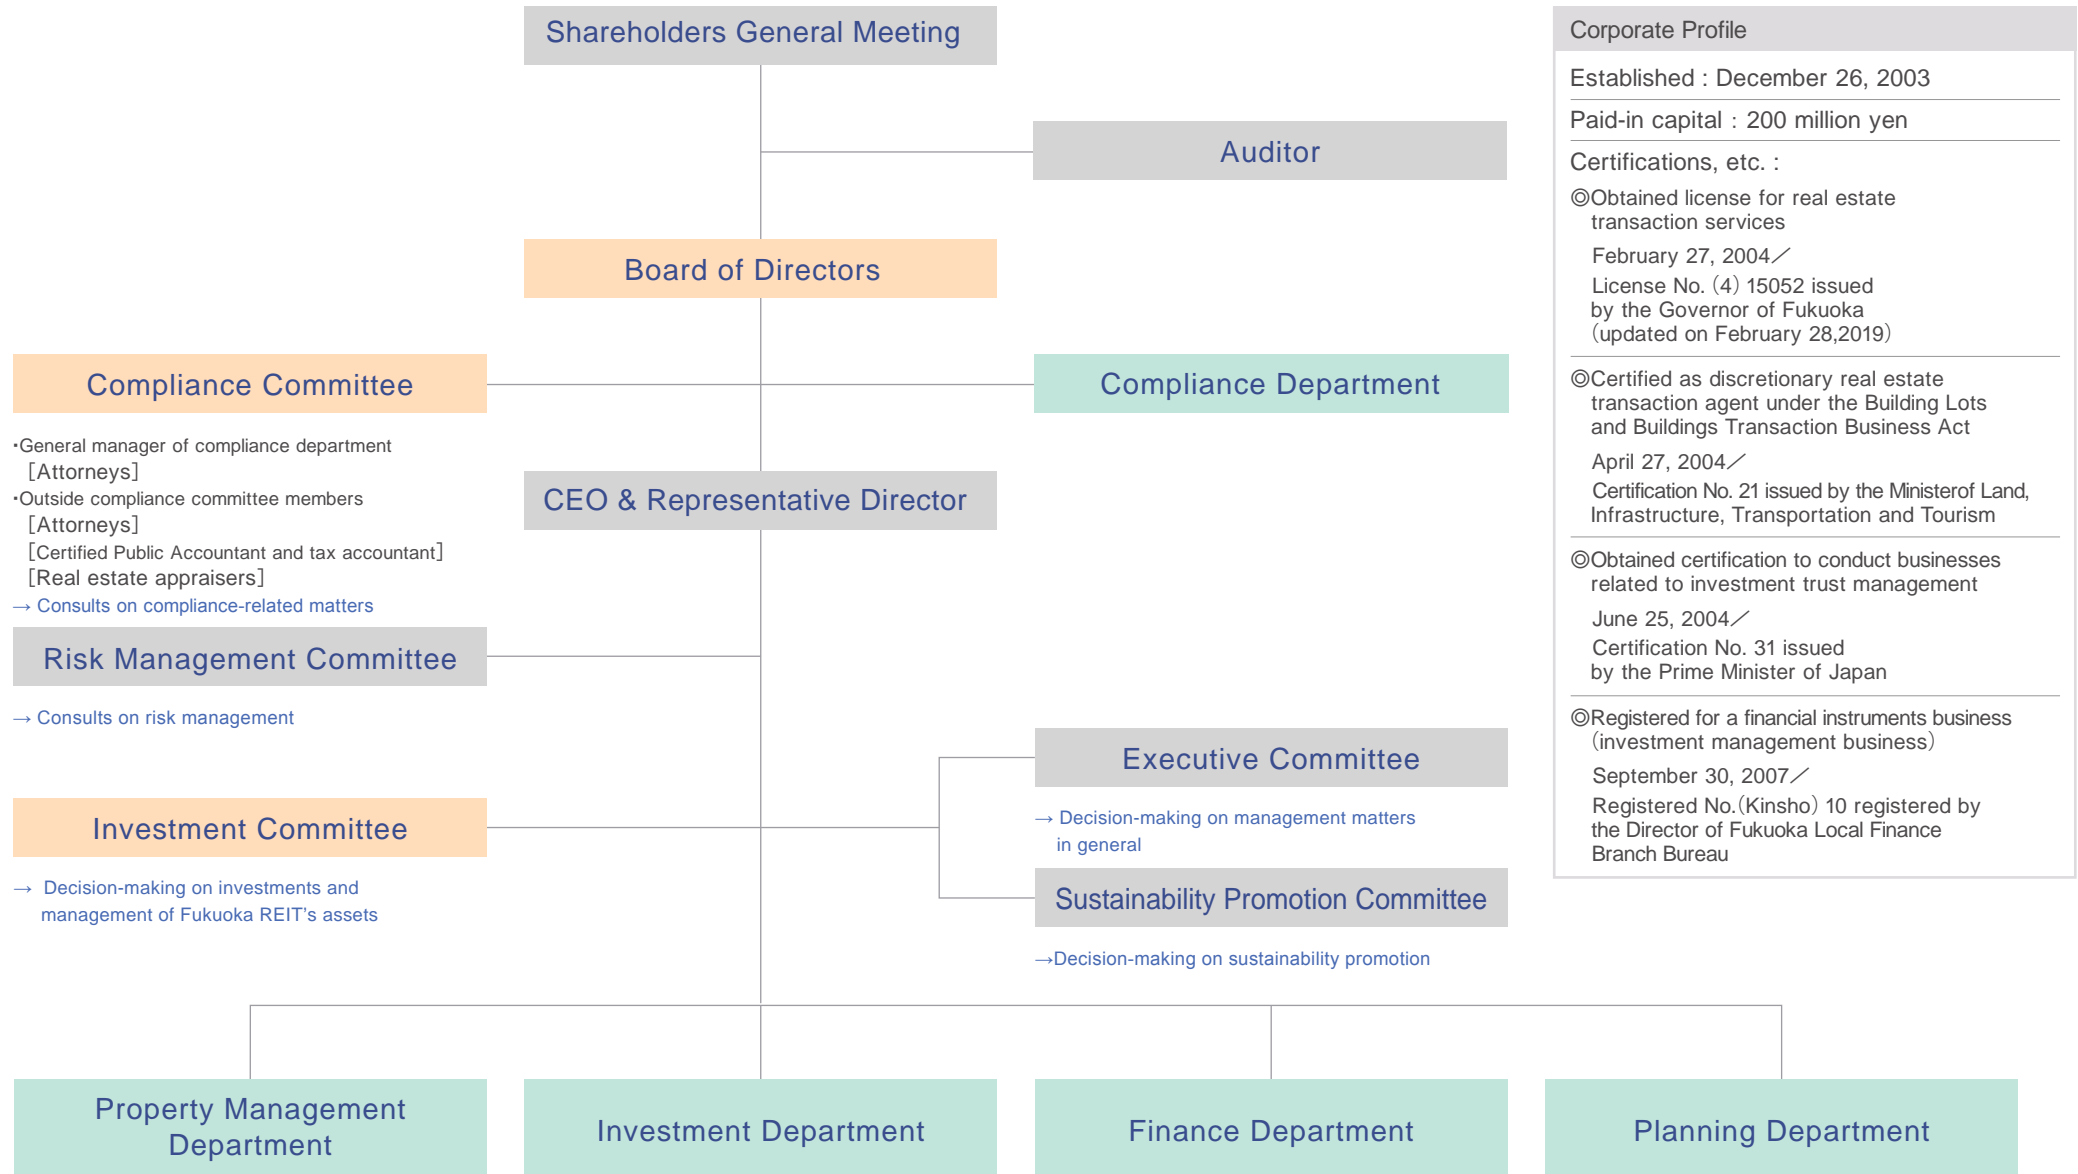 Shareholders General Meeting
Auditor
Board of Directors
Compliance Committee
Compliance Department
・General manager of compliance department
［Attorneys］
・Outside compliance committee members
［Attorneys］
［Certified Public Accountant and tax accountant］
［Real estate appraisers］
→ Consults on compliance-related matters
CEO & Representative Director
Risk Management Committee
→ Consults on risk management
Executive Committee
→ Decision-making on management matters
in general
Investment Committee
→ Decision-making on investments and
management of Fukuoka REIT's assets
Sustainability Promotion Committee
→Decision-making on sustainability promotion
Property Management
Department
Investment Department
Finance Department
Planning Department
Corporate Profile
Established : December 26, 2003
Paid-in capital : 200 million yen
Certifications, etc. :
◎Obtained license for real estate
transaction services
February 27, 2004／
License No.（4）15052 issued
by the Governor of Fukuoka
（updated on February 28,2019）
◎Certified as discretionary real estate
transaction agent under the Building Lots
and Buildings Transaction Business Act
April 27, 2004／
Certification No. 21 issued by the Ministerof Land,
Infrastructure, Transportation and Tourism
◎Obtained certification to conduct businesses
related to investment trust management
June 25, 2004／
Certification No. 31 issued
by the Prime Minister of Japan
◎Registered for a financial instruments business
（investment management business）
September 30, 2007／
Registered No.（Kinsho）10 registered by
the Director of Fukuoka Local Finance
Branch Bureau